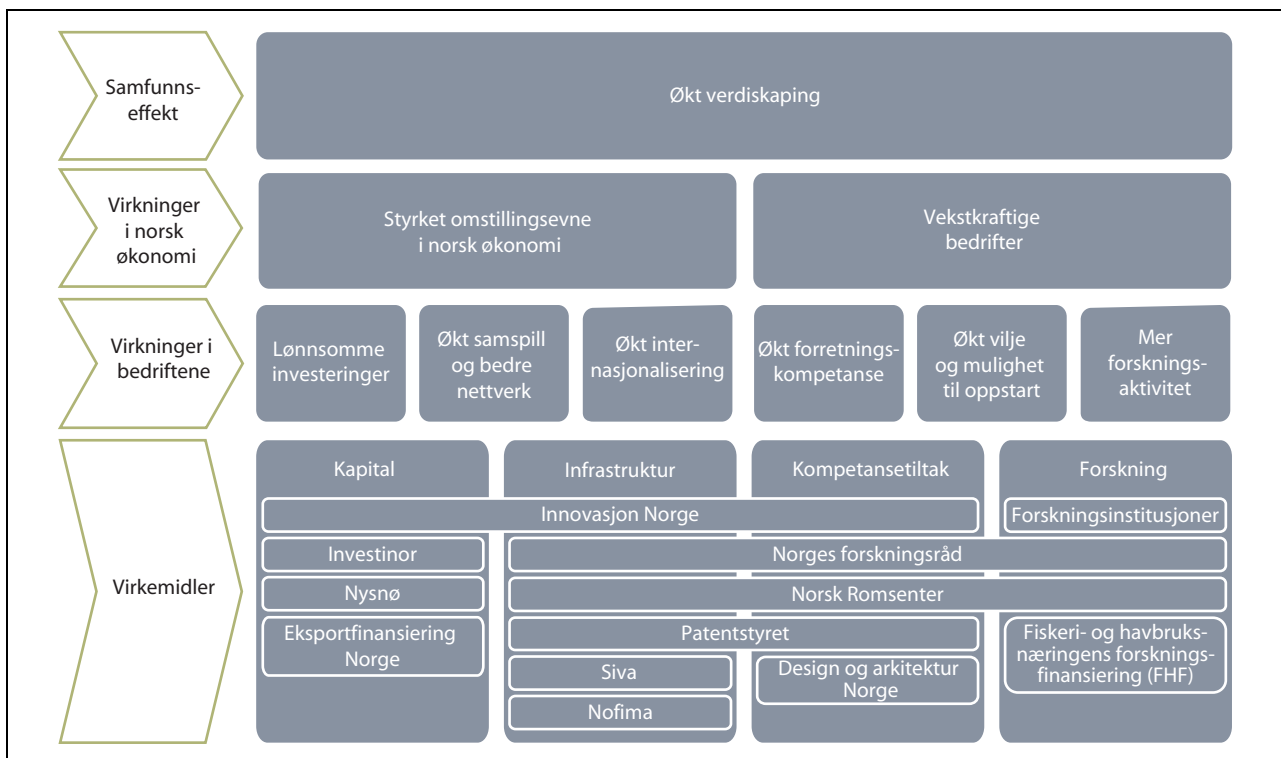 Samfunns-
effekt
Økt verdiskaping
Virkninger
i norsk
økonomi
Styrket omstillingsevne
i norsk økonomi
Vekstkraftige
bedrifter
Virkninger i
bedriftene
Lønnsomme
investeringer
Økt samspill
og bedre
nettverk
Økt inter-
nasjonalisering
Økt forretnings-
kompetanse
Økt vilje
og mulighet
til oppstart
Mer
forsknings-
aktivitet
Virkemidler
Kapital
Infrastruktur
Kompetansetiltak
Forskning
Innovasjon Norge
Forskningsinstitusjoner
Investinor
Norges forskningsråd
Nysnø
Norsk Romsenter
Eksportfinansiering
Norge
Patentstyret
Siva
Nofima
Design og arkitektur
Norge
Fiskeri- og havbruks-
næringens forsknings-
finansiering (FHF)